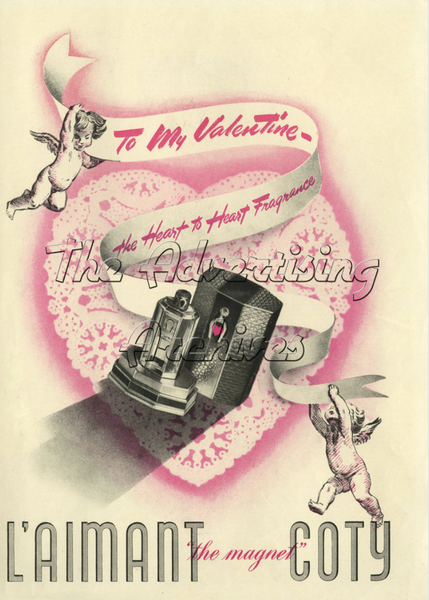 To My Valentine–
the Heart to Heart Fragrance
The Advertising
Archives
L'AIMANT "the magnet" COTY